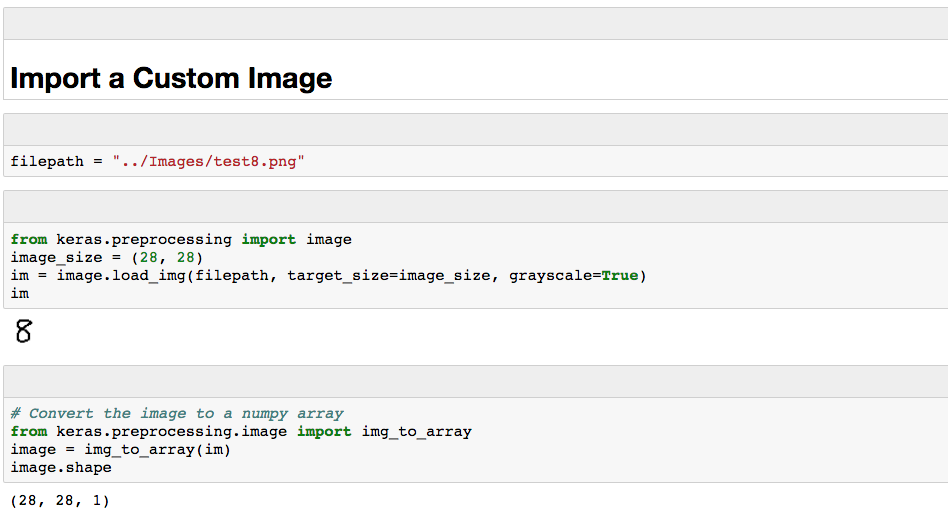 Import a Custom Image
filepath = "../Images/test8.png"
from keras.preprocessing import image
image_size = (28, 28)
im = image.load_img(filepath, target_size=image_size, grayscale=True)
im
8
# Convert the image to a numpy array
from keras.preprocessing.image import img_to_array
image = img_to_array(im)
image.shape
(28, 28, 1)